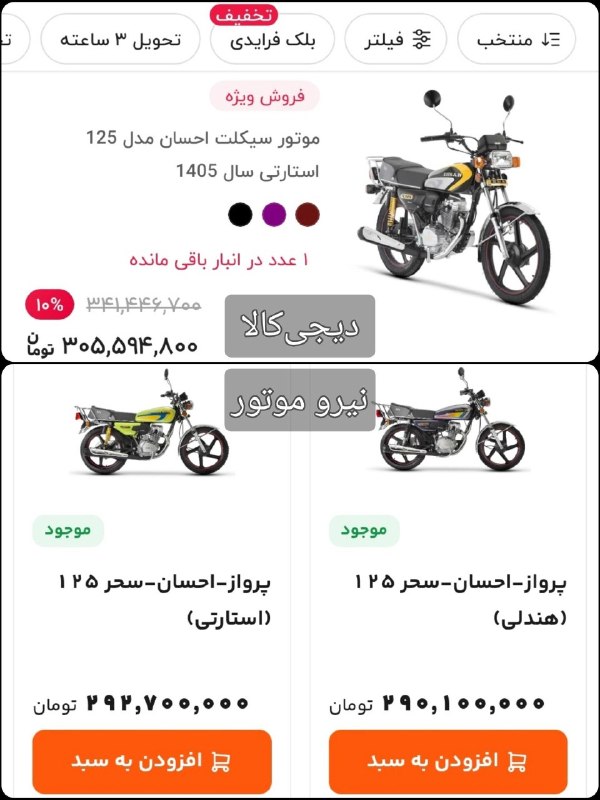 تخفیف
منتخب
فیلتر
بلک فرایدی
تحویل ۳ ساعته
فروش ویژه
موتور سیکلت احسان مدل 125
استارتی سال 1405
۱ عدد در انبار باقی مانده
۳۴۱,۴۴۶,۷۰۰ ۱۰%
۳۰۵,۵۹۴,۸۰۰ تومان
دیجی‌کالا
نیرو موتور
موجود
پرواز-احسان-سحر ۱۲۵
(هندلی)
۲۹۰,۱۰۰,۰۰۰ تومان
افزودن به سبد
موجود
پرواز-احسان-سحر ۱۲۵
(استارتی)
۲۹۲,۷۰۰,۰۰۰ تومان
افزودن به سبد